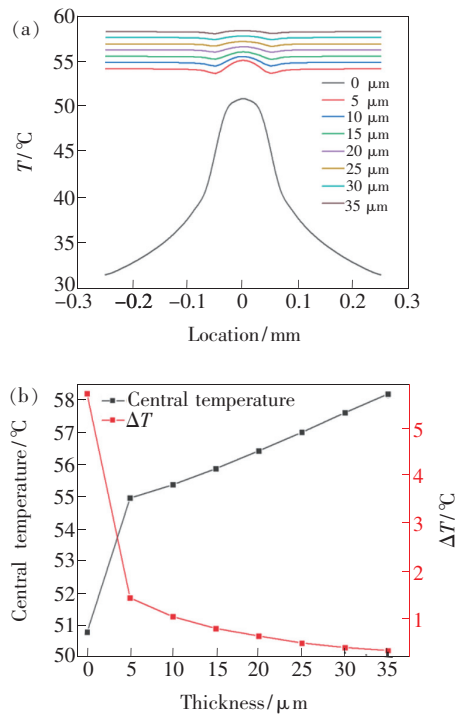 (a)
60
55
50
45
40
35
30
T/℃
0 μm
5 μm
10 μm
15 μm
20 μm
25 μm
30 μm
35 μm
−0.3 −0.2 −0.1 0 0.1 0.2 0.3
Location/mm
(b)
Central temperature
ΔT
58
57
56
55
54
53
52
51
50
Central temperature/℃
5
4
3
2
1
ΔT/℃
0 5 10 15 20 25 30 35
Thickness/μm